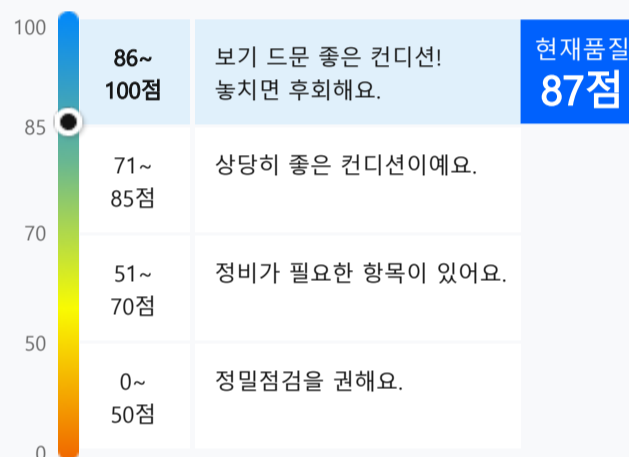 100
86~
100점
보기 드문 좋은 컨디션!
놓치면 후회해요.
현재품질
87점
85
71~
85점
상당히 좋은 컨디션이예요.
70
51~
70점
정비가 필요한 항목이 있어요.
50
0~
50점
정밀점검을 권해요.
0